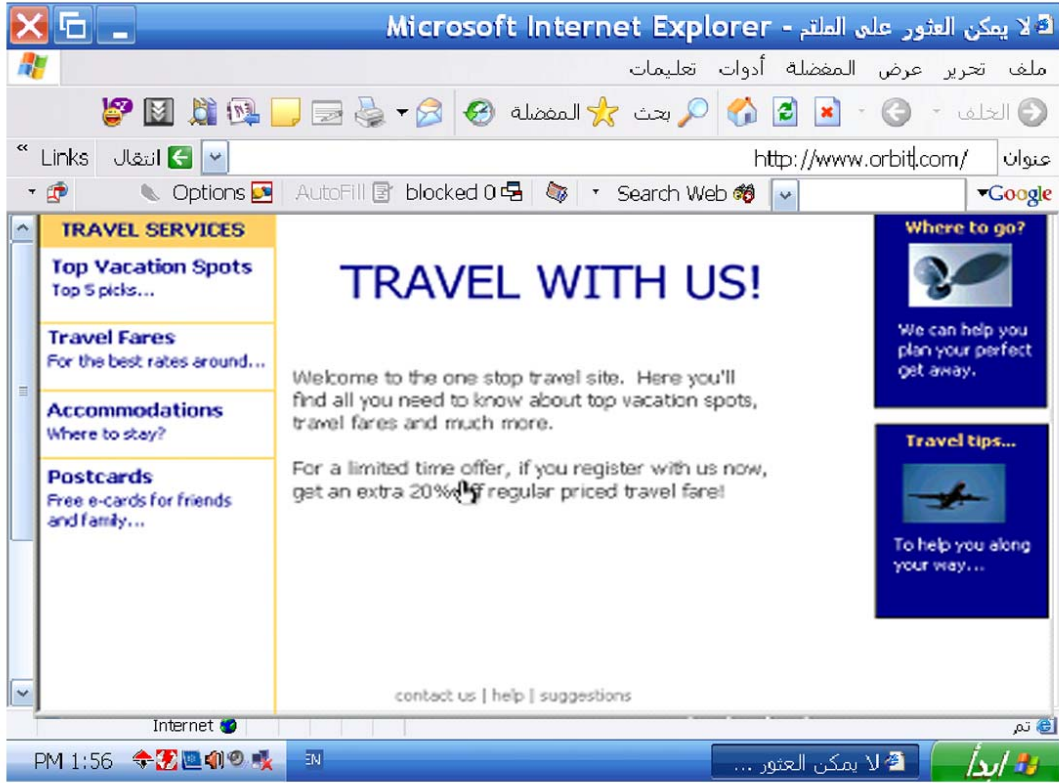 لا يمكن العثور على الملتم - Microsoft Internet Explorer
ملف تحرير عرض المفضلة أدوات تعليمات
الخلف بحث المفضلة
عنوان http://www.orbit.com/ انتقال Links
Google Search Web blocked 0 AutoFill Options
TRAVEL SERVICES
Top Vacation Spots
Top 5 picks...
Travel Fares
For the best rates around...
Accommodations
Where to stay?
Postcards
Free e-cards for friends
and family...
TRAVEL WITH US!
Welcome to the one stop travel site. Here you'll
find all you need to know about top vacation spots,
travel fares and much more.
For a limited time offer, if you register with us now,
get an extra 20% off regular priced travel fare!
contact us | help | suggestions
Where to go?
We can help you
plan your perfect
get away.
Travel tips...
To help you along
your way...
تم
Internet
ابدأ
لا يمكن العثور ...
EN
PM 1:56